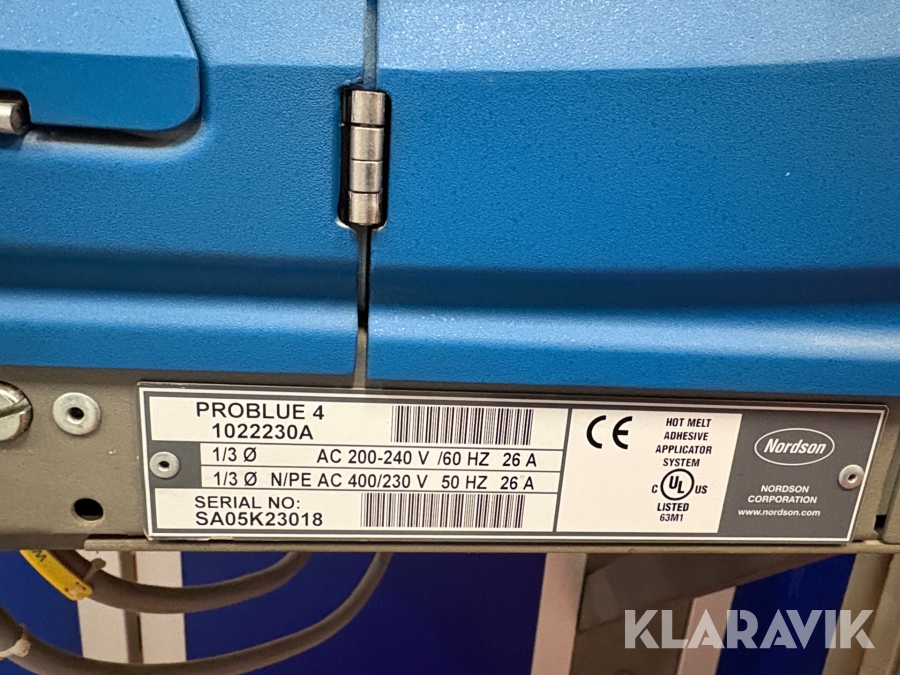 PROBLUE 4
1022230A
1/3 Ø AC 200-240 V /60 HZ 26 A
1/3 Ø N/PE AC 400/230 V 50 HZ 26 A
SERIAL NO:
SA05K23018
CE
HOT MELT
ADHESIVE
APPLICATOR
SYSTEM
C UL US
LISTED
63M1
Nordson
NORDSON
CORPORATION
www.nordson.com
KLARAVIK